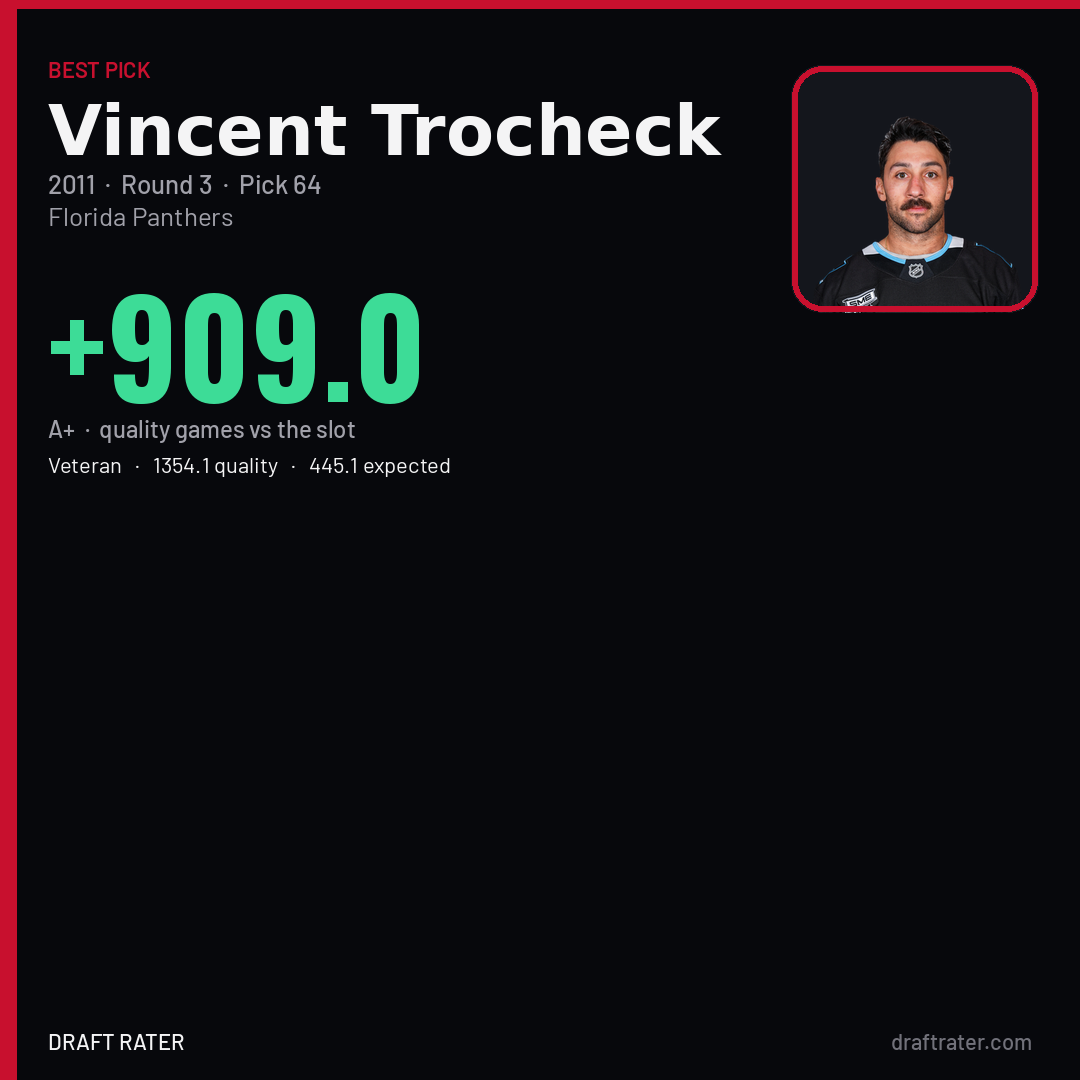 BEST PICK
Vincent Trocheck
2011 · Round 3 · Pick 64
Florida Panthers
+909.0
A+ · quality games vs the slot
Veteran · 1354.1 quality · 445.1 expected
DRAFT RATER
draftrater.com